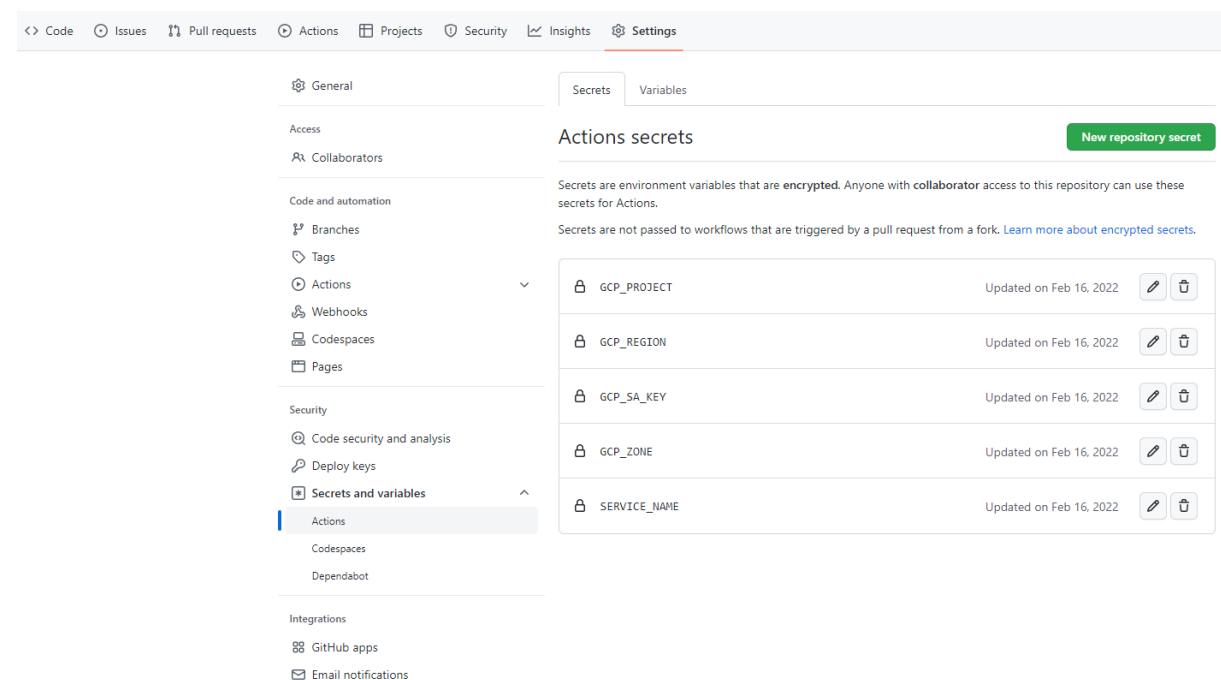 Code Issues Pull requests Actions Projects Security Insights Settings
General
Access
Collaborators
Code and automation
Branches
Tags
Actions
Webhooks
Codespaces
Pages
Security
Code security and analysis
Deploy keys
Secrets and variables
Actions
Codespaces
Dependabot
Integrations
GitHub apps
Email notifications
Secrets Variables
Actions secrets New repository secret
Secrets are environment variables that are encrypted. Anyone with collaborator access to this repository can use these
secrets for Actions.
Secrets are not passed to workflows that are triggered by a pull request from a fork. Learn more about encrypted secrets.
GCP_PROJECT Updated on Feb 16, 2022
GCP_REGION Updated on Feb 16, 2022
GCP_SA_KEY Updated on Feb 16, 2022
GCP_ZONE Updated on Feb 16, 2022
SERVICE_NAME Updated on Feb 16, 2022